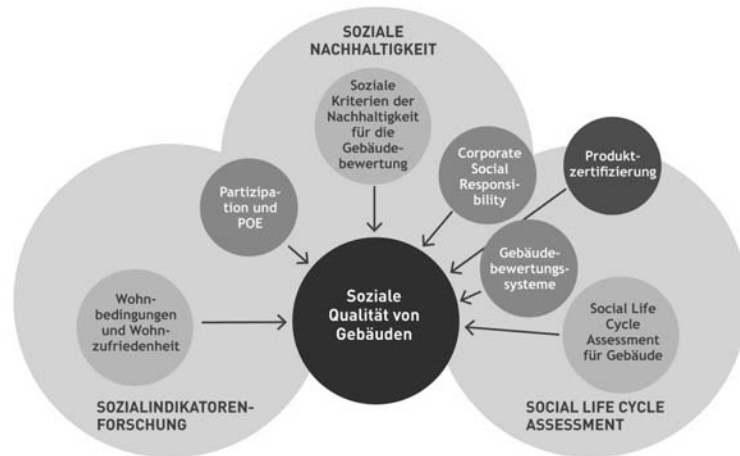 SOZIALE
NACHHALTIGKEIT
Soziale
Kriterien der
Nachhaltigkeit
für die
Gebäude-
bewertung
Corporate
Social
Responsi-
bility
Produkt-
zertifizierung
Partizipa-
tion und
POE
Gebäude-
bewertungs-
systeme
Soziale
Qualität von
Gebäuden
Wohn-
bedingungen
und Wohn-
zufriedenheit
Social Life
Cycle
Assessment
für Gebäude
SOZIALINDIKATOREN-
FORSCHUNG
SOCIAL LIFE CYCLE
ASSESSMENT